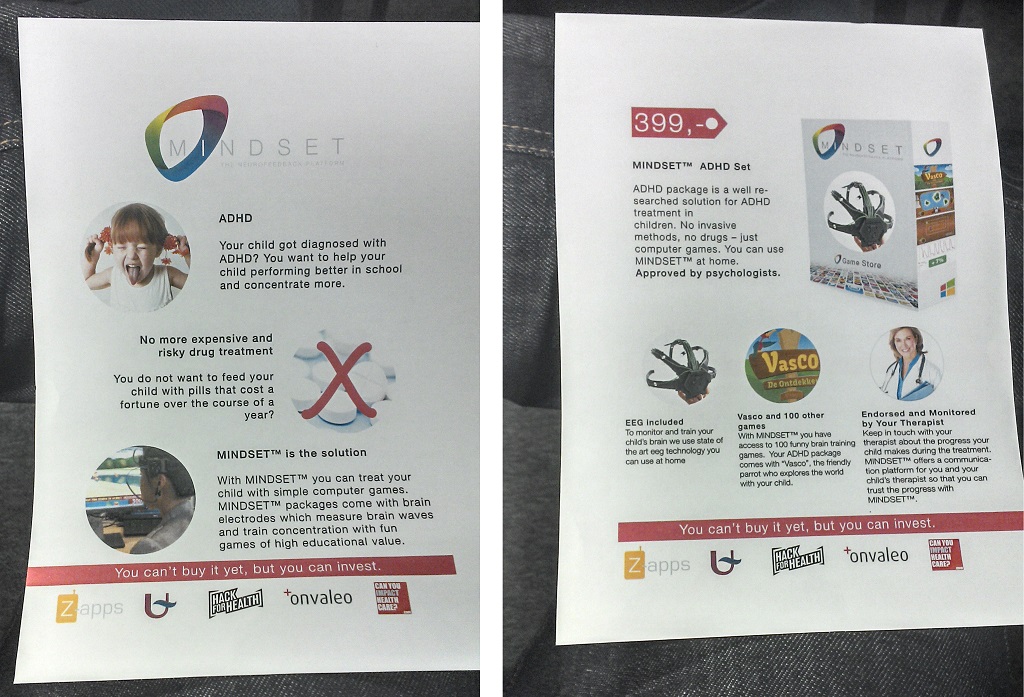 MINDSET
THE NEUROFEEDBACK PLATFORM
ADHD
Your child got diagnosed with
ADHD? You want to help your
child performing better in school
and concentrate more.
No more expensive and
risky drug treatment
You do not want to feed your
child with pills that cost a
fortune over the course of a
year?
MINDSET™ is the solution
With MINDSET™ you can treat your
child with simple computer games.
MINDSET™ packages come with brain
electrodes which measure brain waves
and train concentration with fun
games of high educational value.
You can't buy it yet, but you can invest.
Z-apps
HACK
FOR HEALTH
+onvaleo
CAN YOU
IMPACT
HEALTH
CARE?
399,-
MINDSET™ ADHD Set
ADHD package is a well re-
searched solution for ADHD
treatment in
children. No invasive
methods, no drugs – just
computer games. You can use
MINDSET™ at home.
Approved by psychologists.
MINDSET
Game Store
Vasco
VASCO
De Ontdekke
EEG Included
To monitor and train your
child's brain we use state of
the art eeg technology you
can use at home
Vasco and 100 other
games
With MINDSET™ you have
access to 100 funny brain training
games. Your ADHD package
comes with "Vasco", the friendly
parrot who explores the world
with your child.
Endorsed and Monitored
by Your Therapist
Keep in touch with your
therapist about the progress your
child makes during the treatment.
MINDSET™ offers a communica-
tion platform for you and your
child's therapist so that you can
trust the progress with
MINDSET™.
You can't buy it yet, but you can invest.
Z-apps
HACK
FOR HEALTH
+onvaleo
CAN YOU
IMPACT
HEALTH
CARE?